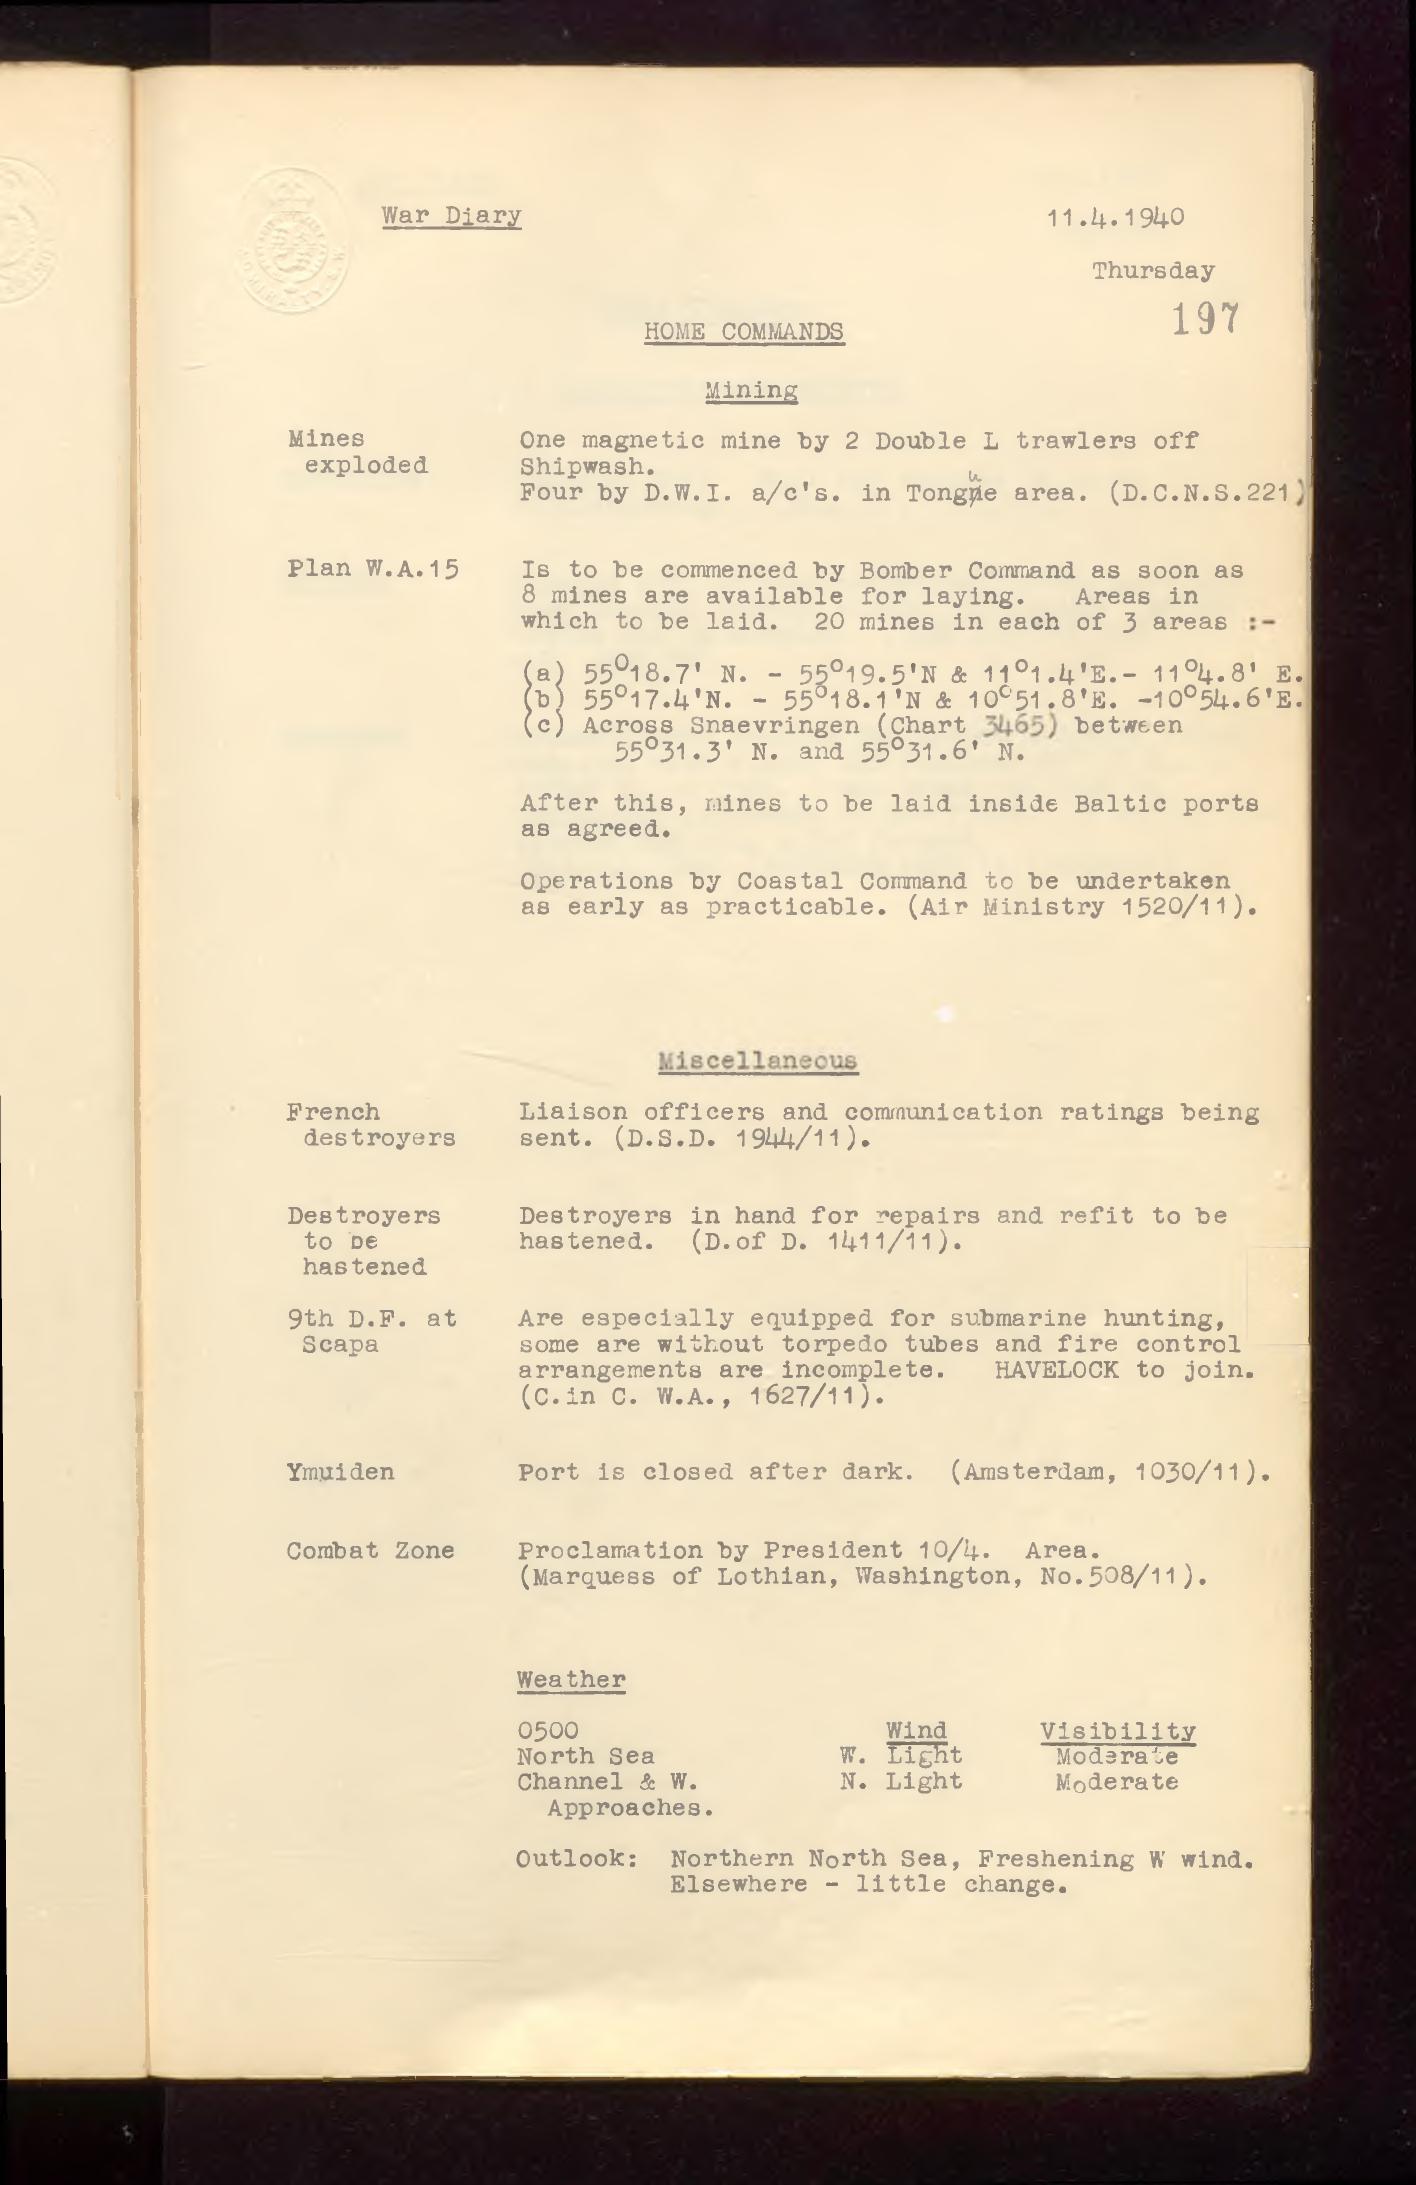 War Diary 11.4.1940
Thursday
197
HOME COMMANDS
Mining
Mines One magnetic mine by 2 Double L trawlers off
exploded Shipwash.
Four by D.W.I. a/c's. in Tongue area. (D.C.N.S.221)
Plan W.A.15 Is to be commenced by Bomber Command as soon as
8 mines are available for laying. Areas in
which to be laid. 20 mines in each of 3 areas :-
(a) 55°18.7' N. - 55°19.5'N & 11°1.4'E.- 11°4.8' E.
(b) 55°17.4'N. - 55°18.1'N & 10°51.8'E. -10°54.6'E.
(c) Across Snaevringen (Chart 3465) between
55°31.3' N. and 55°31.6' N.
After this, mines to be laid inside Baltic ports
as agreed.
Operations by Coastal Command to be undertaken
as early as practicable. (Air Ministry 1520/11).
Miscellaneous
French Liaison officers and communication ratings being
destroyers sent. (D.S.D. 1944/11).
Destroyers Destroyers in hand for repairs and refit to be
to be hastened. (D.of D. 1411/11).
hastened
9th D.F. at Are especially equipped for submarine hunting,
Scapa some are without torpedo tubes and fire control
arrangements are incomplete. HAVELOCK to join.
(C.in C. W.A., 1627/11).
Ymuiden Port is closed after dark. (Amsterdam, 1030/11).
Combat Zone Proclamation by President 10/4. Area.
(Marquess of Lothian, Washington, No.508/11).
Weather
0500 Wind Visibility
North Sea W. Light Moderate
Channel & W. N. Light Moderate
Approaches.
Outlook: Northern North Sea, Freshening W wind.
Elsewhere - little change.